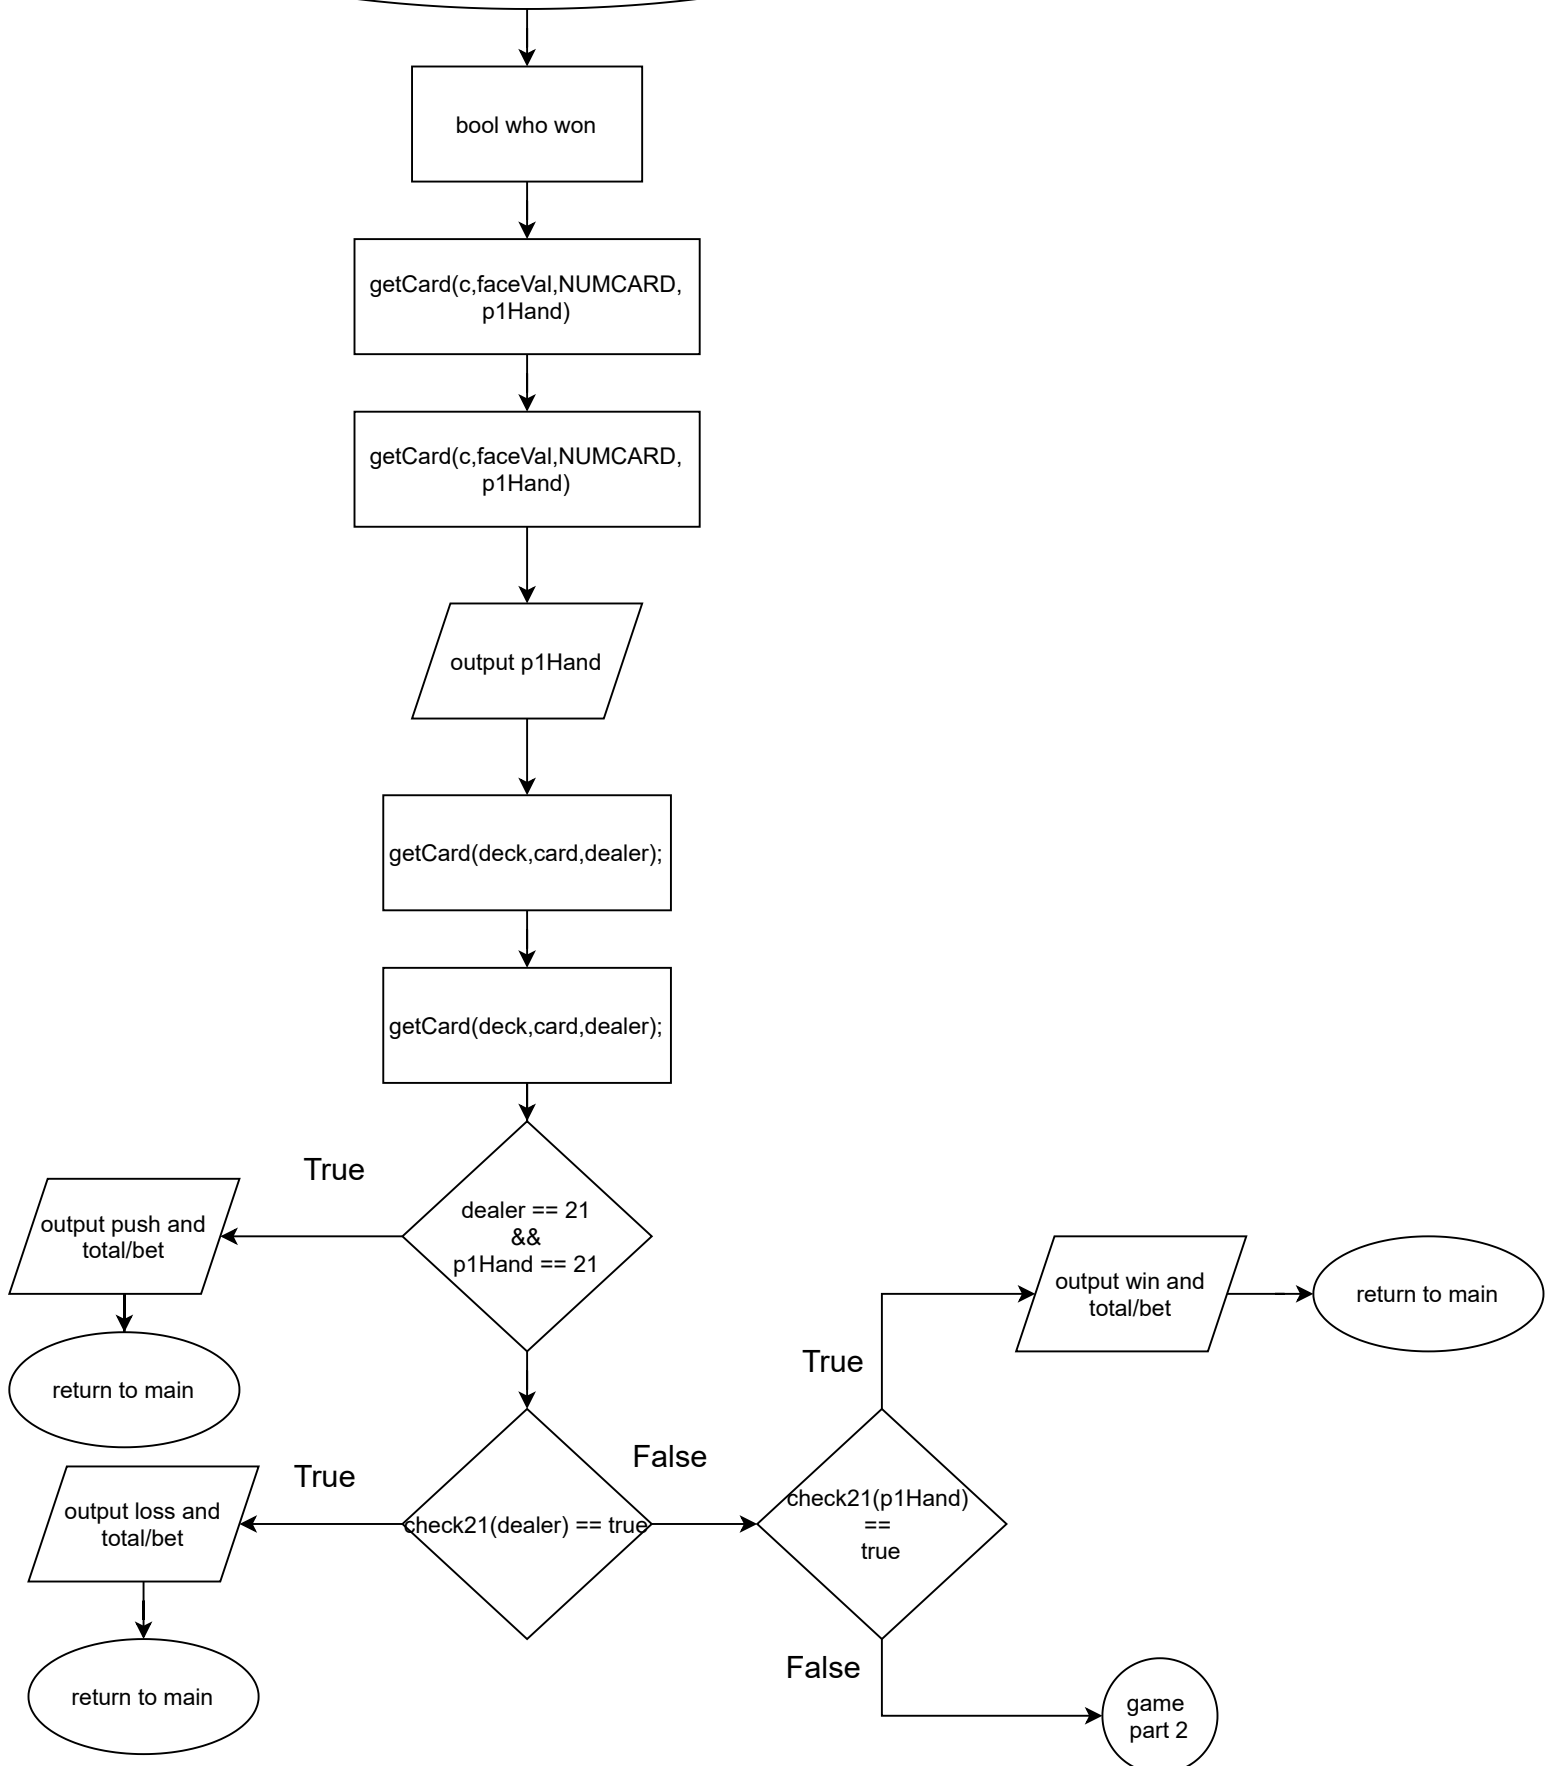 bool who won
getCard(c,faceVal,NUMCARD,
p1Hand)
getCard(c,faceVal,NUMCARD,
p1Hand)
output p1Hand
getCard(deck,card,dealer);
getCard(deck,card,dealer);
True
dealer == 21
&&
p1Hand == 21
output push and
total/bet
return to main
output win and
total/bet
return to main
True
True
False
check21(dealer) == true
check21(p1Hand)
==
true
output loss and
total/bet
return to main
False
game
part 2